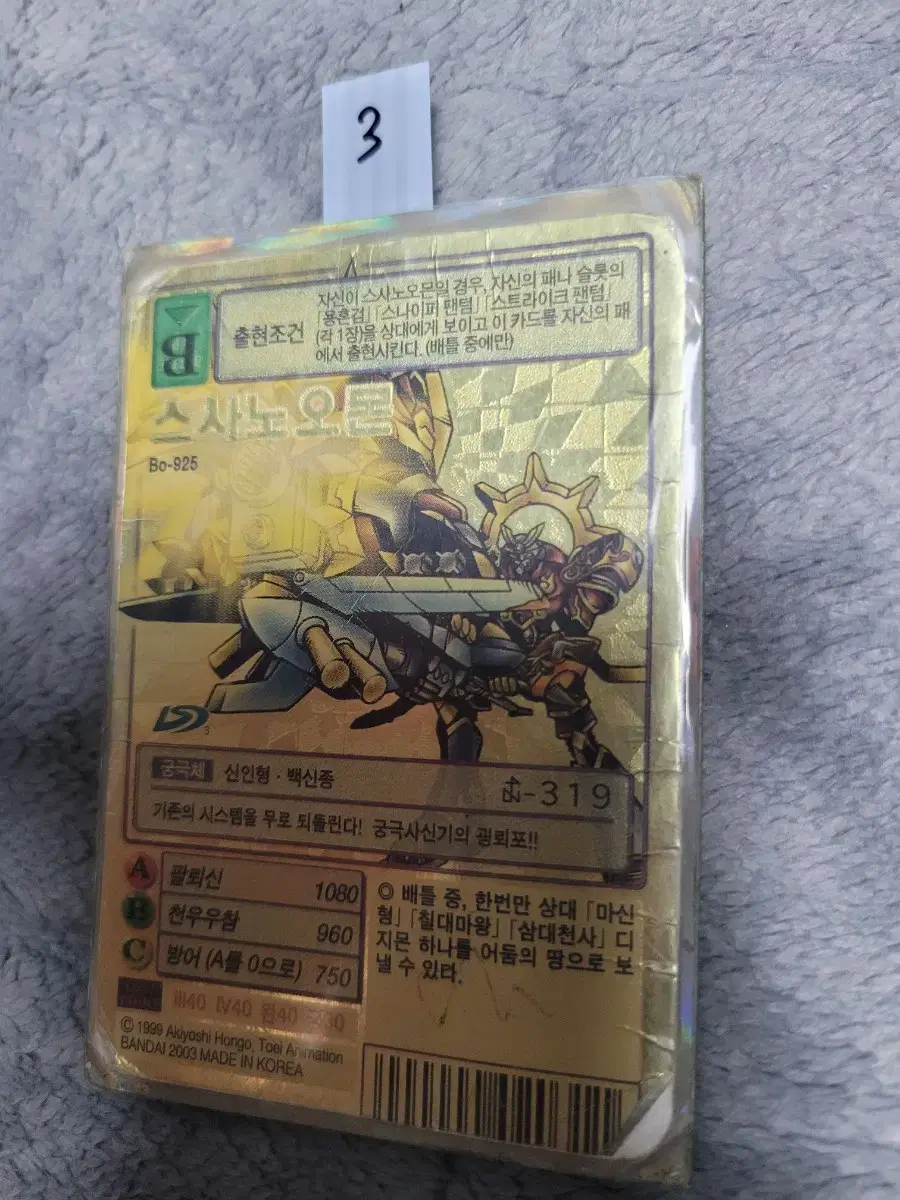 3
자신이 스사노오몬일 경우, 자신의 패나 슬롯의
「용혼검」「스나이퍼 팬텀」「스트라이크 팬텀」
(각 1장)을 상대에게 보이고 이 카드를 자신의 패
에서 출현시킨다. (배틀 중에만)
출현조건
B
스사노오몬
Bo-925
궁극체 신인형·백신종
-319
기존의 시스템을 무로 되돌린다! 궁극사신기의 굉뢰포!!
A 팔뢰신 1080
B 천우우참 960
C 방어 (A를 0으로) 750
◎ 배틀 중, 한번만 상대「마신
형」「칠대마왕」「삼대천사」디
지몬 하나를 어둠의 땅으로 보
낼 수 있다.
Ⅲ40 Ⅳ40 완40
© 1999 Akiyoshi Hongo, Toei Animation
BANDAI 2003 MADE IN KOREA